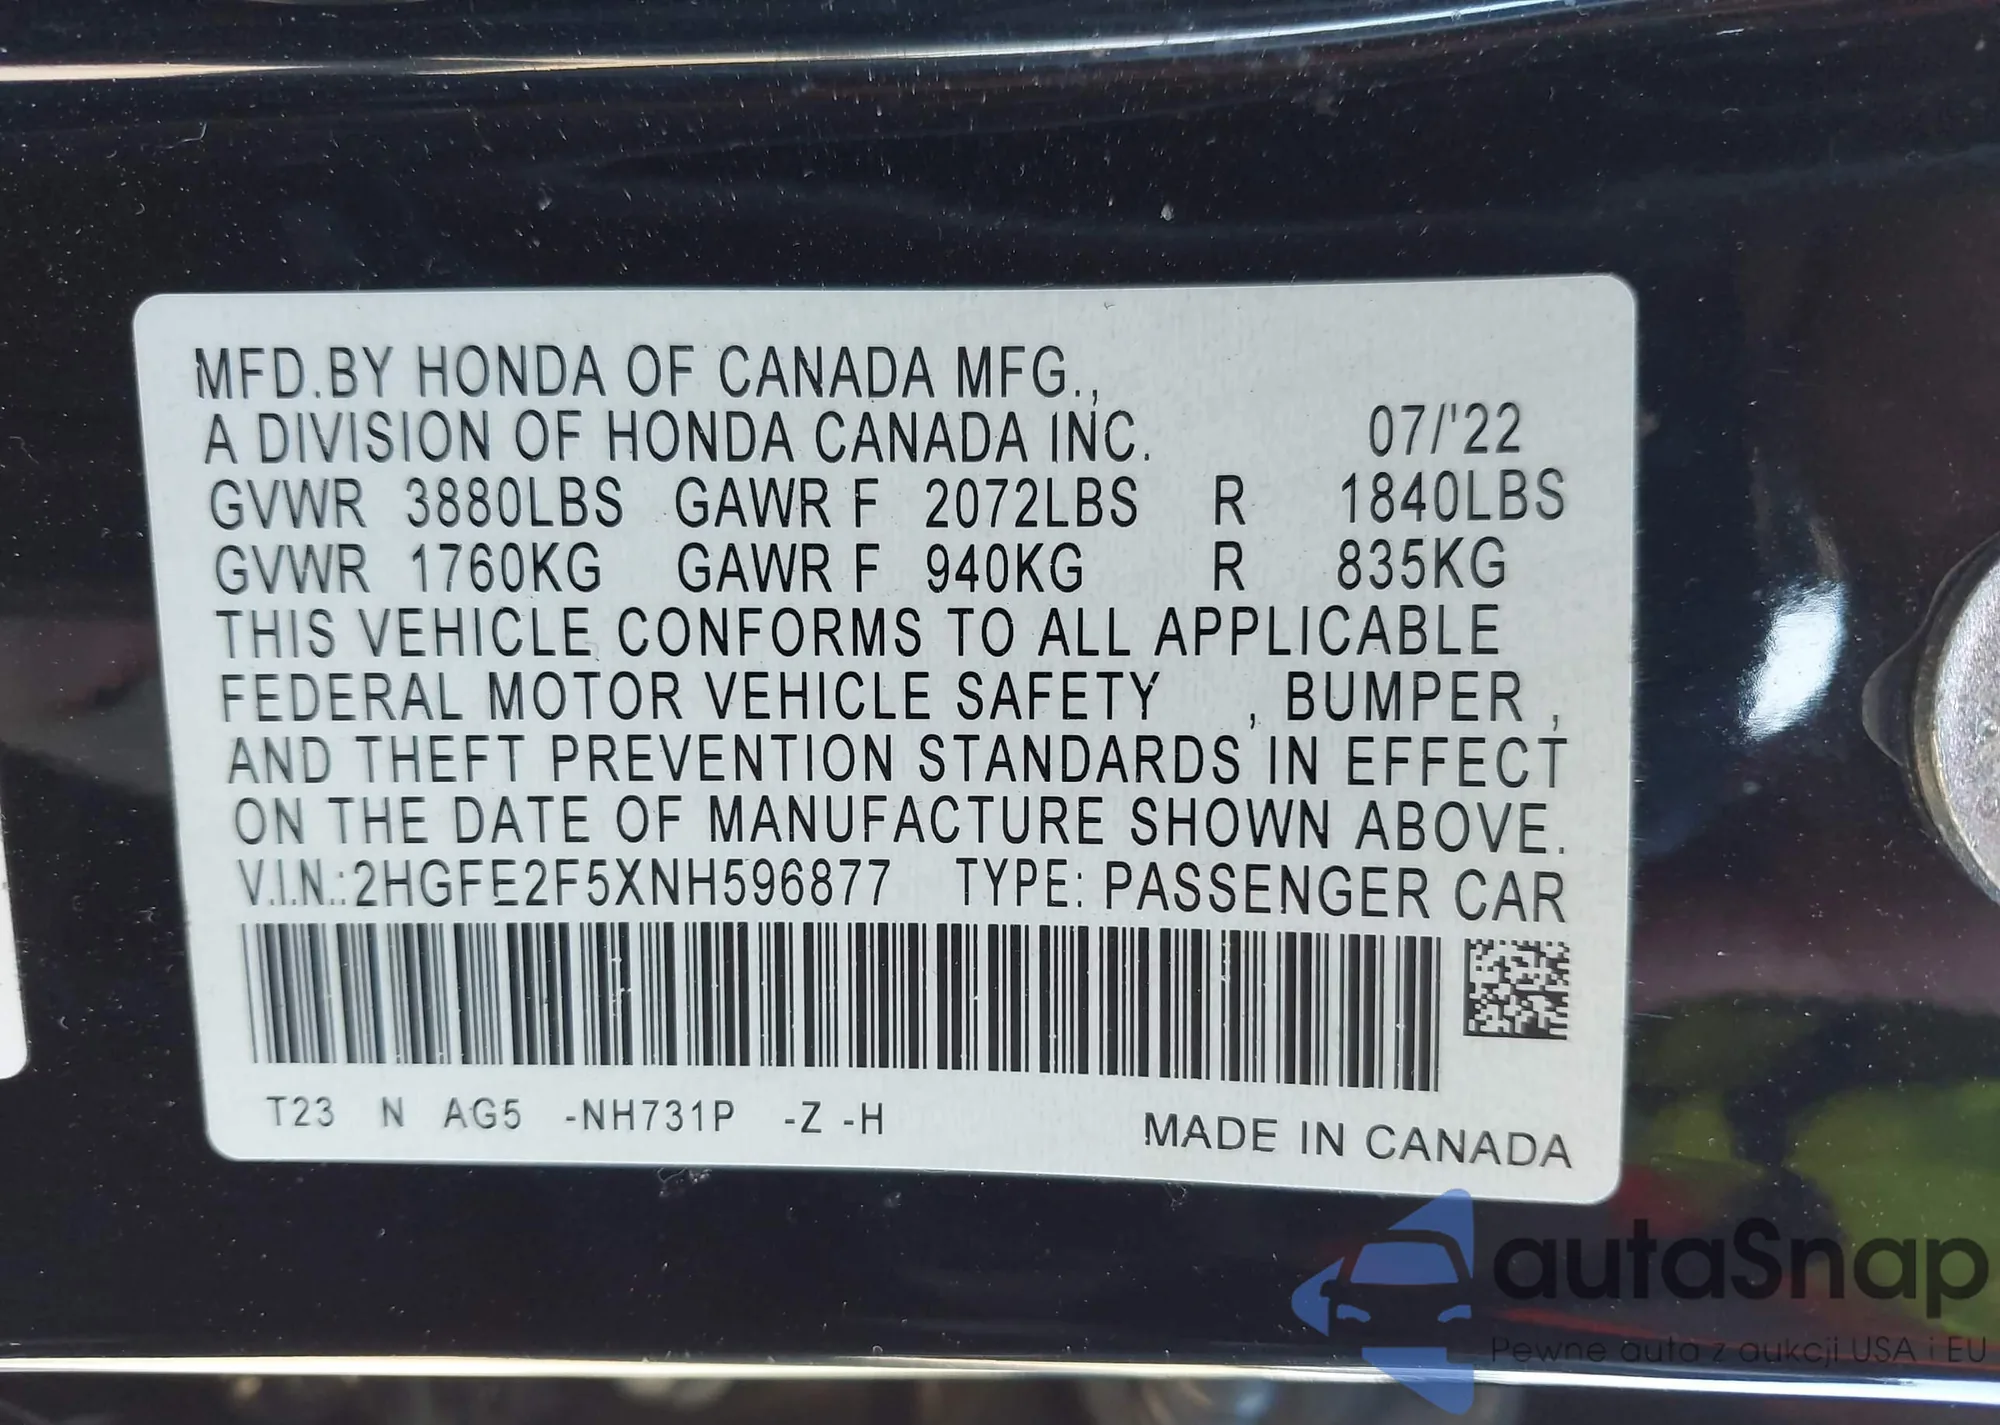 MFD.BY HONDA OF CANADA MFG.,
A DIVISION OF HONDA CANADA INC. 07/'22
GVWR 3880LBS GAWR F 2072LBS R 1840LBS
GVWR 1760KG GAWR F 940KG R 835KG
THIS VEHICLE CONFORMS TO ALL APPLICABLE
FEDERAL MOTOR VEHICLE SAFETY , BUMPER ,
AND THEFT PREVENTION STANDARDS IN EFFECT
ON THE DATE OF MANUFACTURE SHOWN ABOVE.
V.I.N.:2HGFE2F5XNH596877 TYPE: PASSENGER CAR
T23 N AG5 -NH731P -Z -H
MADE IN CANADA
autaSnap
Pewne auta z aukcji USA i EU